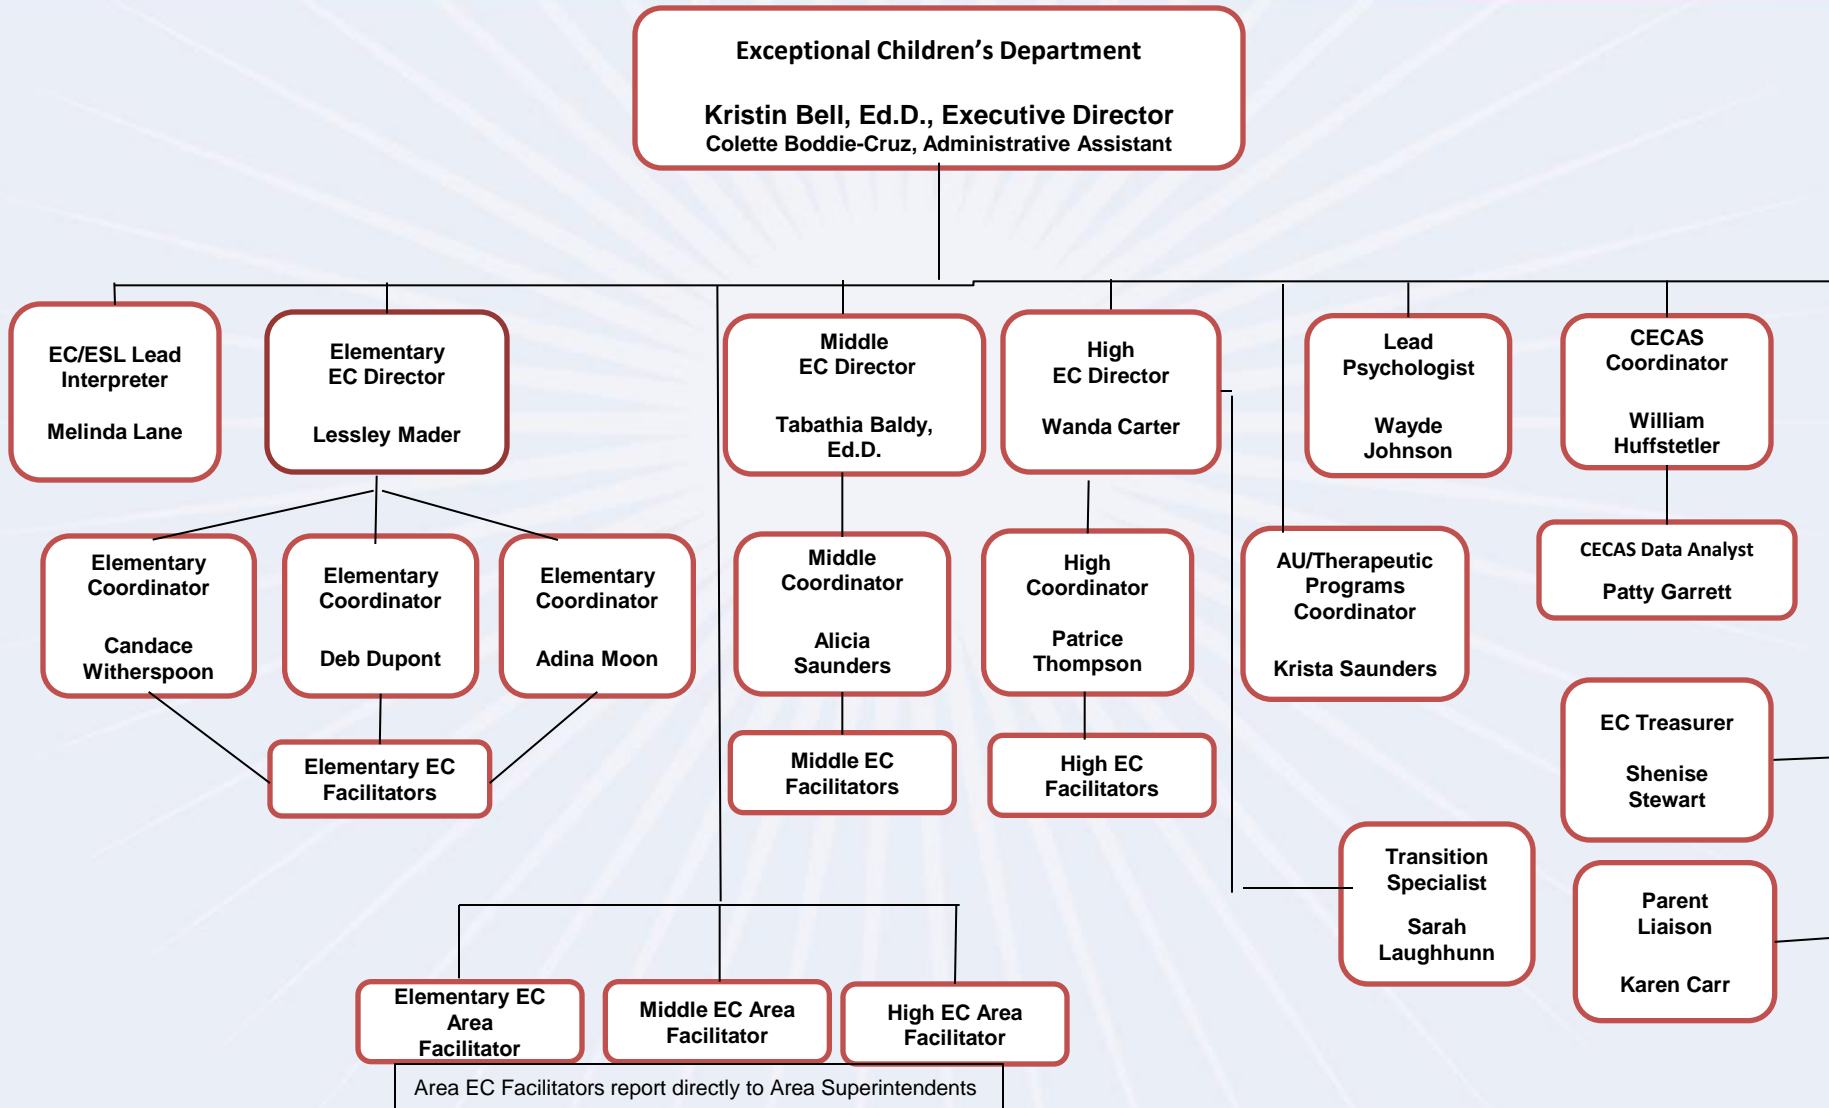 Exceptional Children’s Department
Kristin Bell, Ed.D., Executive Director
Colette Boddie-Cruz, Administrative Assistant
EC/ESL Lead
Interpreter
Melinda Lane
Elementary
EC Director
Lessley Mader
Middle
EC Director
Tabathia Baldy,
Ed.D.
High
EC Director
Wanda Carter
Lead
Psychologist
Wayde
Johnson
CECAS
Coordinator
William
Huffstetler
Elementary
Coordinator
Candace
Witherspoon
Elementary
Coordinator
Deb Dupont
Elementary
Coordinator
Adina Moon
Middle
Coordinator
Alicia
Saunders
High
Coordinator
Patrice
Thompson
AU/Therapeutic
Programs
Coordinator
Krista Saunders
CECAS Data Analyst
Patty Garrett
Elementary EC
Facilitators
Middle EC
Facilitators
High EC
Facilitators
EC Treasurer
Shenise
Stewart
Transition
Specialist
Sarah
Laughhunn
Parent
Liaison
Karen Carr
Elementary EC
Area
Facilitator
Middle EC Area
Facilitator
High EC Area
Facilitator
Area EC Facilitators report directly to Area Superintendents